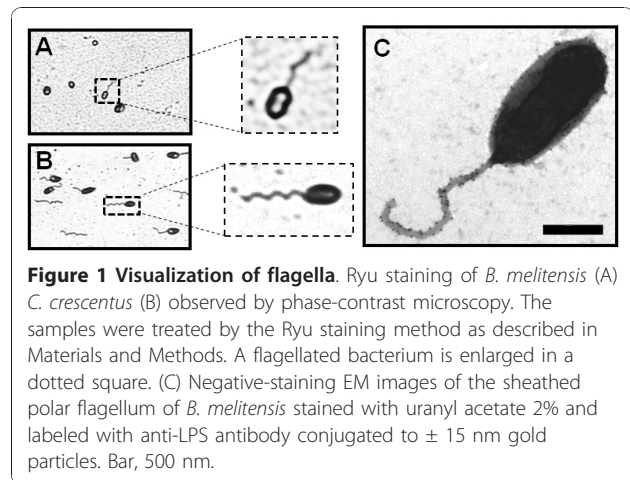 A
B
C
Figure 1 Visualization of flagella. Ryu staining of B. melitensis (A)
C. crescentus (B) observed by phase-contrast microscopy. The
samples were treated by the Ryu staining method as described in
Materials and Methods. A flagellated bacterium is enlarged in a
dotted square. (C) Negative-staining EM images of the sheathed
polar flagellum of B. melitensis stained with uranyl acetate 2% and
labeled with anti-LPS antibody conjugated to ± 15 nm gold
particles. Bar, 500 nm.